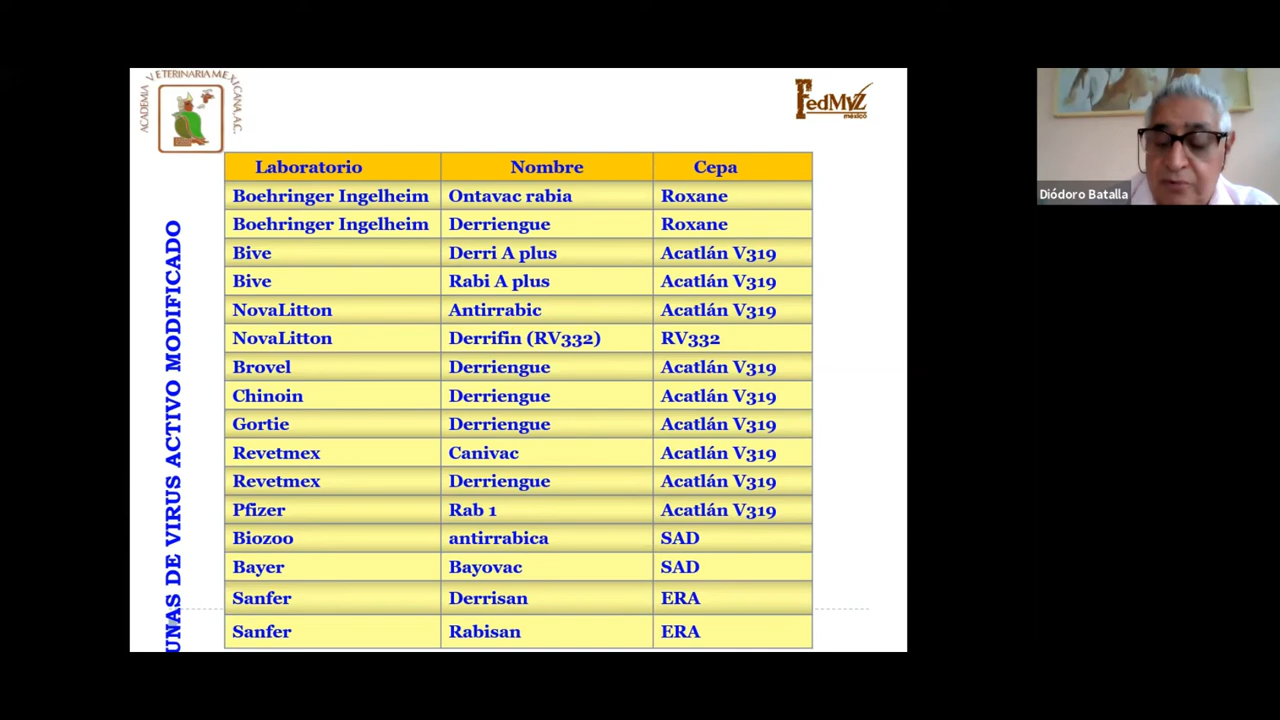 ACADEMIA VETERINARIA MEXICANA, A.C.
FedMVZ
méxico
UNAS DE VIRUS ACTIVO MODIFICADO
Laboratorio Nombre Cepa
Boehringer Ingelheim Ontavac rabia Roxane
Boehringer Ingelheim Derriengue Roxane
Bive Derri A plus Acatlán V319
Bive Rabi A plus Acatlán V319
NovaLitton Antirrabic Acatlán V319
NovaLitton Derrifin (RV332) RV332
Brovel Derriengue Acatlán V319
Chinoin Derriengue Acatlán V319
Gortie Derriengue Acatlán V319
Revetmex Canivac Acatlán V319
Revetmex Derriengue Acatlán V319
Pfizer Rab 1 Acatlán V319
Biozoo antirrabica SAD
Bayer Bayovac SAD
Sanfer Derrisan ERA
Sanfer Rabisan ERA
Diódoro Batalla